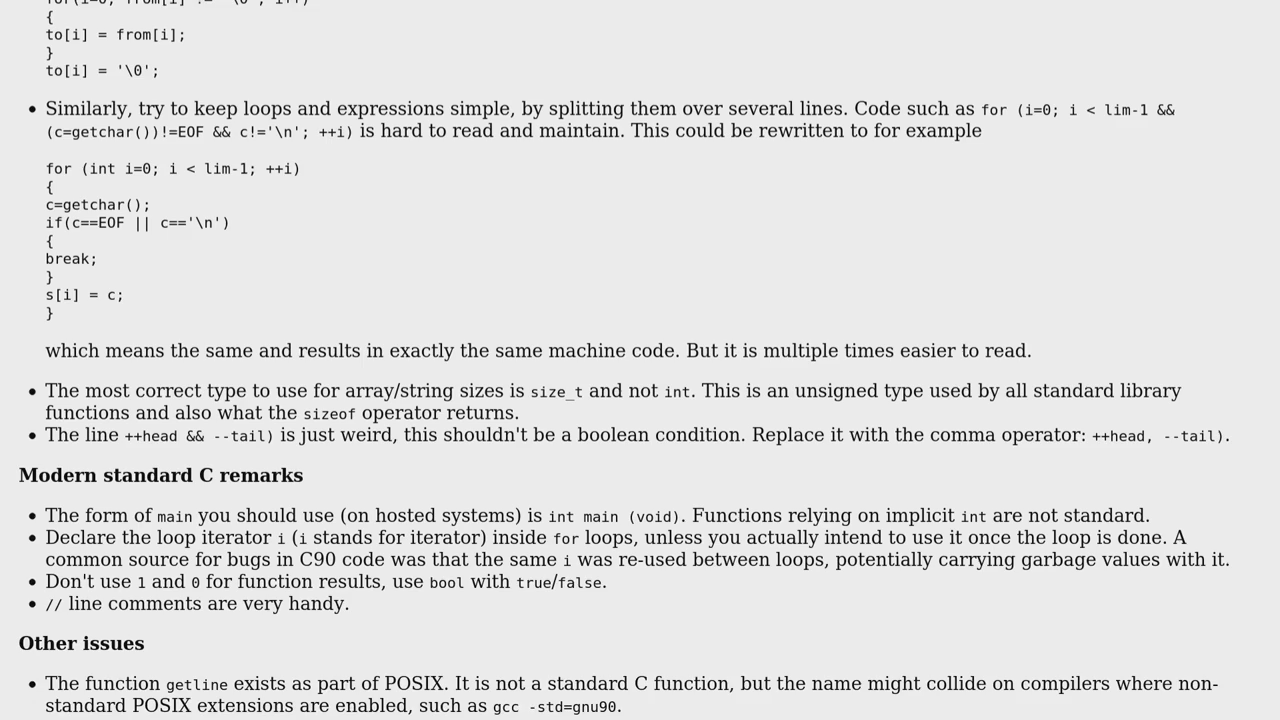 for(i=0; from[i] != '\0'; i++)
{
to[i] = from[i];
}
to[i] = '\0';
• Similarly, try to keep loops and expressions simple, by splitting them over several lines. Code such as for (i=0; i < lim-1 &&
(c=getchar())!=EOF && c!='\n'; ++i) is hard to read and maintain. This could be rewritten to for example
for (int i=0; i < lim-1; ++i)
{
c=getchar();
if(c==EOF || c=='\n')
{
break;
}
s[i] = c;
}
which means the same and results in exactly the same machine code. But it is multiple times easier to read.
• The most correct type to use for array/string sizes is size_t and not int. This is an unsigned type used by all standard library
functions and also what the sizeof operator returns.
• The line ++head && --tail) is just weird, this shouldn't be a boolean condition. Replace it with the comma operator: ++head, --tail).
Modern standard C remarks
• The form of main you should use (on hosted systems) is int main (void). Functions relying on implicit int are not standard.
• Declare the loop iterator i (i stands for iterator) inside for loops, unless you actually intend to use it once the loop is done. A
common source for bugs in C90 code was that the same i was re-used between loops, potentially carrying garbage values with it.
• Don't use 1 and 0 for function results, use bool with true/false.
• // line comments are very handy.
Other issues
• The function getline exists as part of POSIX. It is not a standard C function, but the name might collide on compilers where non-
standard POSIX extensions are enabled, such as gcc -std=gnu90.